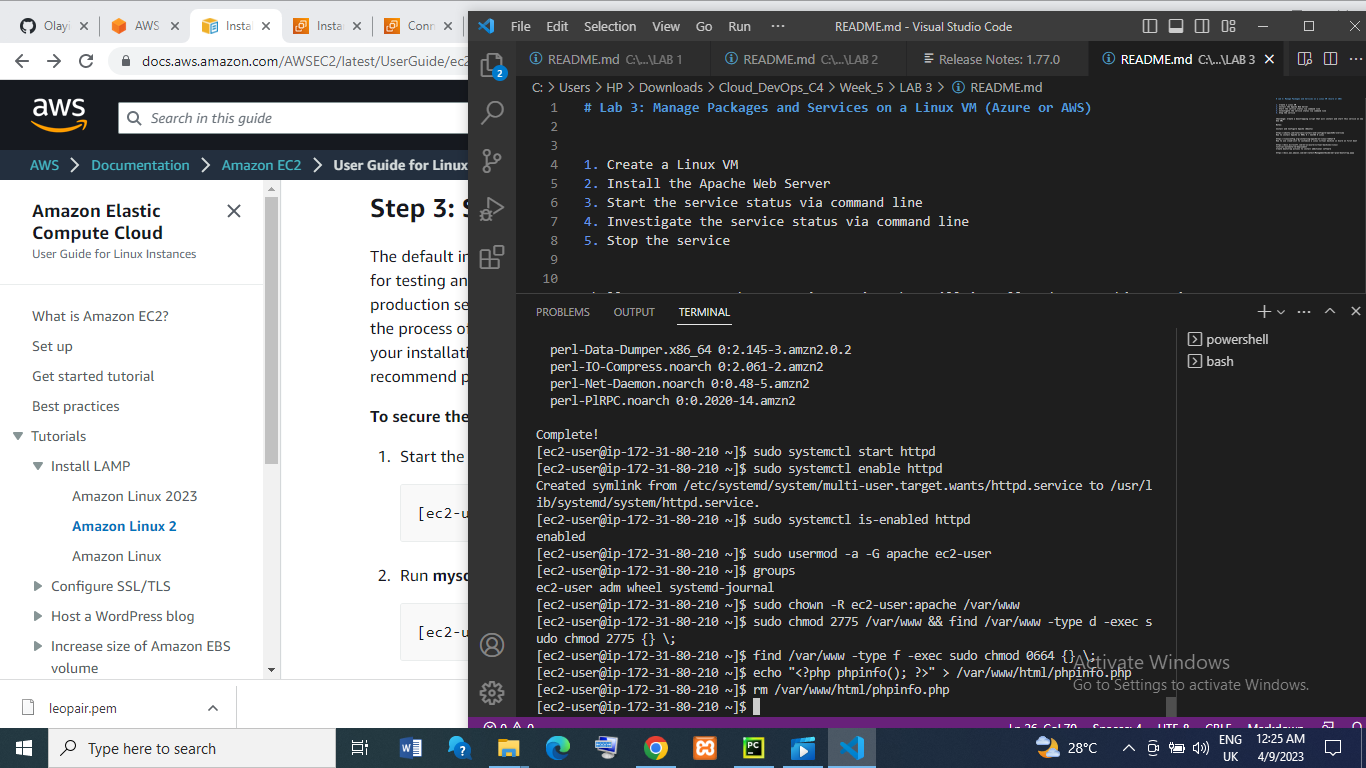 Olayi
AWS
Instal
Instan
Conn
docs.aws.amazon.com/AWSEC2/latest/UserGuide/ec2
aws
Search in this guide
AWS > Documentation > Amazon EC2 > User Guide for Linux
Amazon Elastic
Compute Cloud
User Guide for Linux Instances
What is Amazon EC2?
Set up
Get started tutorial
Best practices
Tutorials
Install LAMP
Amazon Linux 2023
Amazon Linux 2
Amazon Linux
Configure SSL/TLS
Host a WordPress blog
Increase size of Amazon EBS
volume
Step 3: S
The default in
for testing an
production se
the process of
your installati
recommend p
To secure the
1. Start the
[ec2-u
2. Run mysq
[ec2-u
leopair.pem
File Edit Selection View Go Run ···
README.md - Visual Studio Code
2
README.md C:\...\LAB 1
README.md C:\...\LAB 2
Release Notes: 1.77.0
README.md C:\...\LAB 3
C: > Users > HP > Downloads > Cloud_DevOps_C4 > Week_5 > LAB 3 > README.md
1 # Lab 3: Manage Packages and Services on a Linux VM (Azure or AWS)
2
3
4 1. Create a Linux VM
5 2. Install the Apache Web Server
6 3. Start the service status via command line
7 4. Investigate the service status via command line
8 5. Stop the service
9
10
PROBLEMS OUTPUT TERMINAL
powershell
bash
perl-Data-Dumper.x86_64 0:2.145-3.amzn2.0.2
perl-IO-Compress.noarch 0:2.061-2.amzn2
perl-Net-Daemon.noarch 0:0.48-5.amzn2
perl-PlRPC.noarch 0:0.2020-14.amzn2
Complete!
[ec2-user@ip-172-31-80-210 ~]$ sudo systemctl start httpd
[ec2-user@ip-172-31-80-210 ~]$ sudo systemctl enable httpd
Created symlink from /etc/systemd/system/multi-user.target.wants/httpd.service to /usr/l
ib/systemd/system/httpd.service.
[ec2-user@ip-172-31-80-210 ~]$ sudo systemctl is-enabled httpd
enabled
[ec2-user@ip-172-31-80-210 ~]$ sudo usermod -a -G apache ec2-user
[ec2-user@ip-172-31-80-210 ~]$ groups
ec2-user adm wheel systemd-journal
[ec2-user@ip-172-31-80-210 ~]$ sudo chown -R ec2-user:apache /var/www
[ec2-user@ip-172-31-80-210 ~]$ sudo chmod 2775 /var/www && find /var/www -type d -exec s
udo chmod 2775 {} \;
[ec2-user@ip-172-31-80-210 ~]$ find /var/www -type f -exec sudo chmod 0664 {} \;
[ec2-user@ip-172-31-80-210 ~]$ echo "<?php phpinfo(); ?>" > /var/www/html/phpinfo.php
[ec2-user@ip-172-31-80-210 ~]$ rm /var/www/html/phpinfo.php
[ec2-user@ip-172-31-80-210 ~]$
Activate Windows
Go to Settings to activate Windows.
Type here to search
28°C
ENG
UK
12:25 AM
4/9/2023